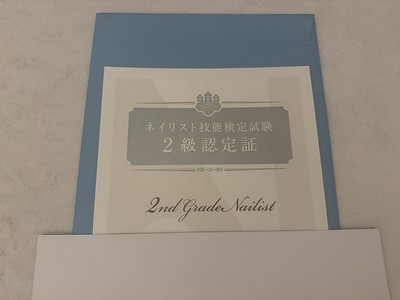 ネイリスト技能検定試験
2級認定証
2nd Grade Nailist